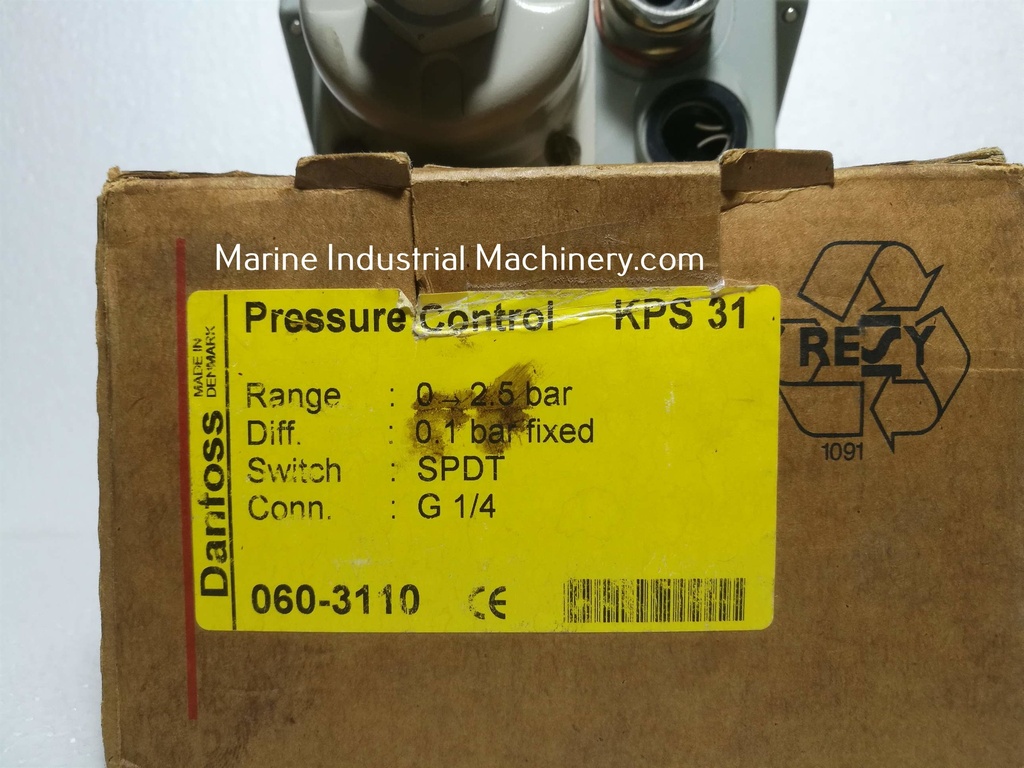 Marine Industrial Machinery.com
Pressure Control KPS 31
Range : 0 → 2.5 bar
Diff. : 0.1 bar fixed
Switch : SPDT
Conn. : G 1/4
060-3110 CE
Danfoss
MADE IN
DENMARK
RESY
1091